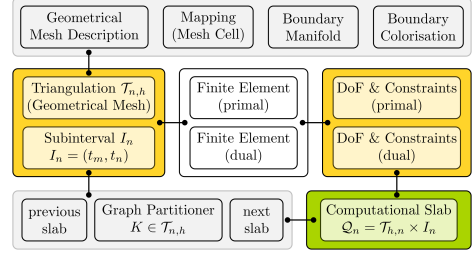 Geometrical
Mesh Description
Mapping
(Mesh Cell)
Boundary
Manifold
Boundary
Colorisation
Triangulation 𝒯n,h
(Geometrical Mesh)
Subinterval In
In = (tm, tn)
Finite Element
(primal)
Finite Element
(dual)
DoF & Constraints
(primal)
DoF & Constraints
(dual)
previous
slab
Graph Partitioner
K ∈ 𝒯n,h
next
slab
Computational Slab
𝒬n = 𝒯h,n × In